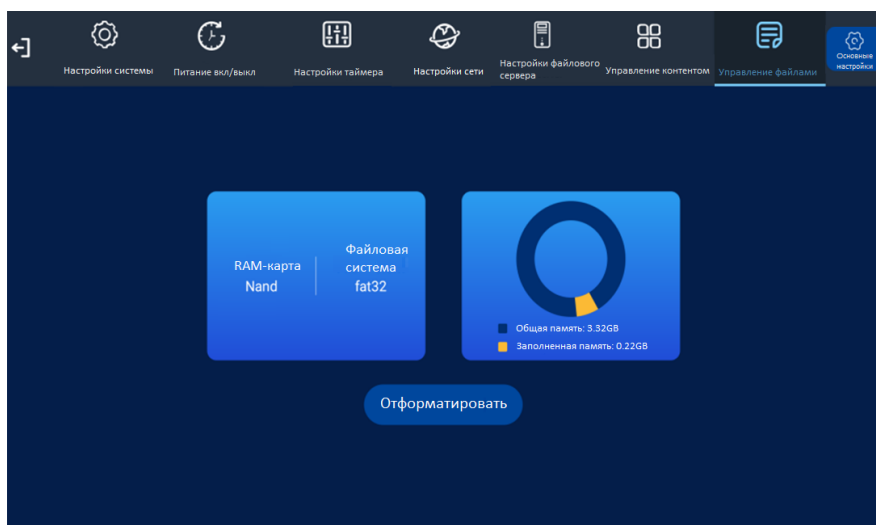 Настройки системы
Питание вкл/выкл
Настройки таймера
Настройки сети
Настройки файлового
сервера
Управление контентом
Управление файлами
Основные
настройки
RAM-карта
Nand
Файловая
система
fat32
Общая память: 3.32GB
Заполненная память: 0.22GB
Отформатировать